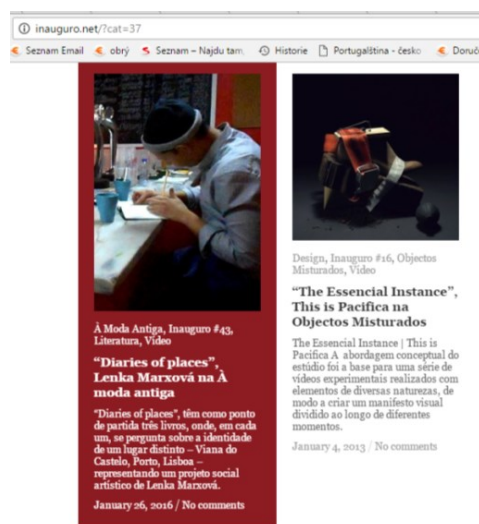 inauguro.net/?cat=37
Seznam Email
obrý
Seznam – Najdu tam,
Historie
Portugalština - česko
Doruč
À Moda Antiga, Inauguro #43,
Literatura, Video
“Diaries of places”,
Lenka Marxová na À
moda antiga
“Diaries of places”, têm como ponto
de partida três livros, onde, em cada
um, se pergunta sobre a identidade
de um lugar distinto – Viana do
Castelo, Porto, Lisboa –
representando um projeto social
artístico de Lenka Marxová.
January 26, 2016 / No comments
Design, Inauguro #16, Objectos
Misturados, Video
“The Essencial Instance”,
This is Pacifica na
Objectos Misturados
The Essencial Instance | This is
Pacifica A abordagem conceptual do
estúdio foi a base para uma série de
vídeos experimentais realizados com
elementos de diversas naturezas, de
modo a criar um manifesto visual
dividido ao longo de diferentes
momentos.
January 4, 2013 / No comments